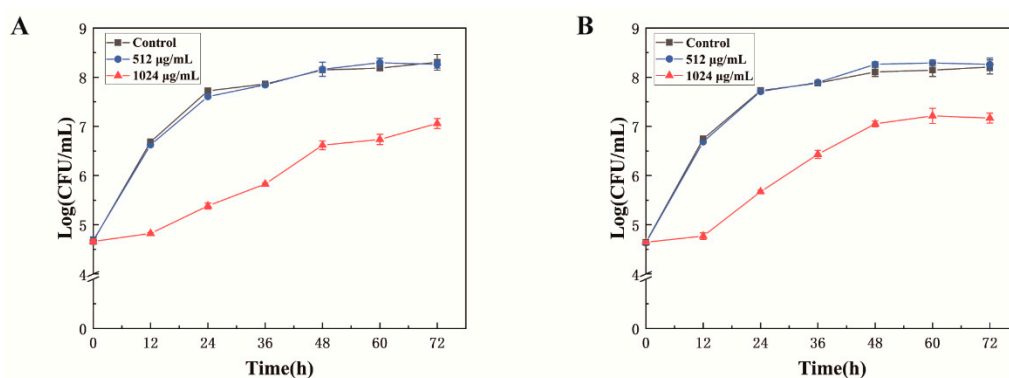 A
Log(CFU/mL)
9
8
7
6
5
4
0
Control
512 μg/mL
1024 μg/mL
0 12 24 36 48 60 72
Time(h)
B
Log(CFU/mL)
9
8
7
6
5
4
0
Control
512 μg/mL
1024 μg/mL
0 12 24 36 48 60 72
Time(h)